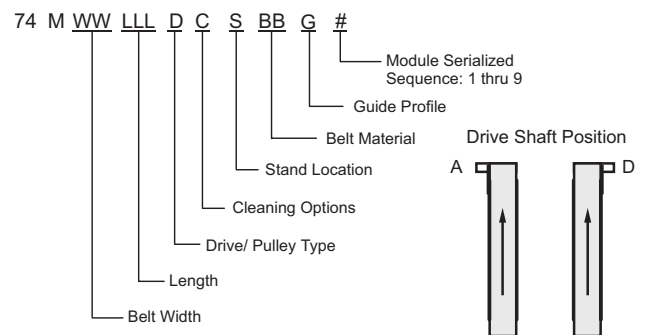 74 M WW LLL D C S BB G #
Module Serialized
Sequence: 1 thru 9
Guide Profile
Belt Material
Stand Location
Cleaning Options
Drive/ Pulley Type
Length
Belt Width
Drive Shaft Position
A D